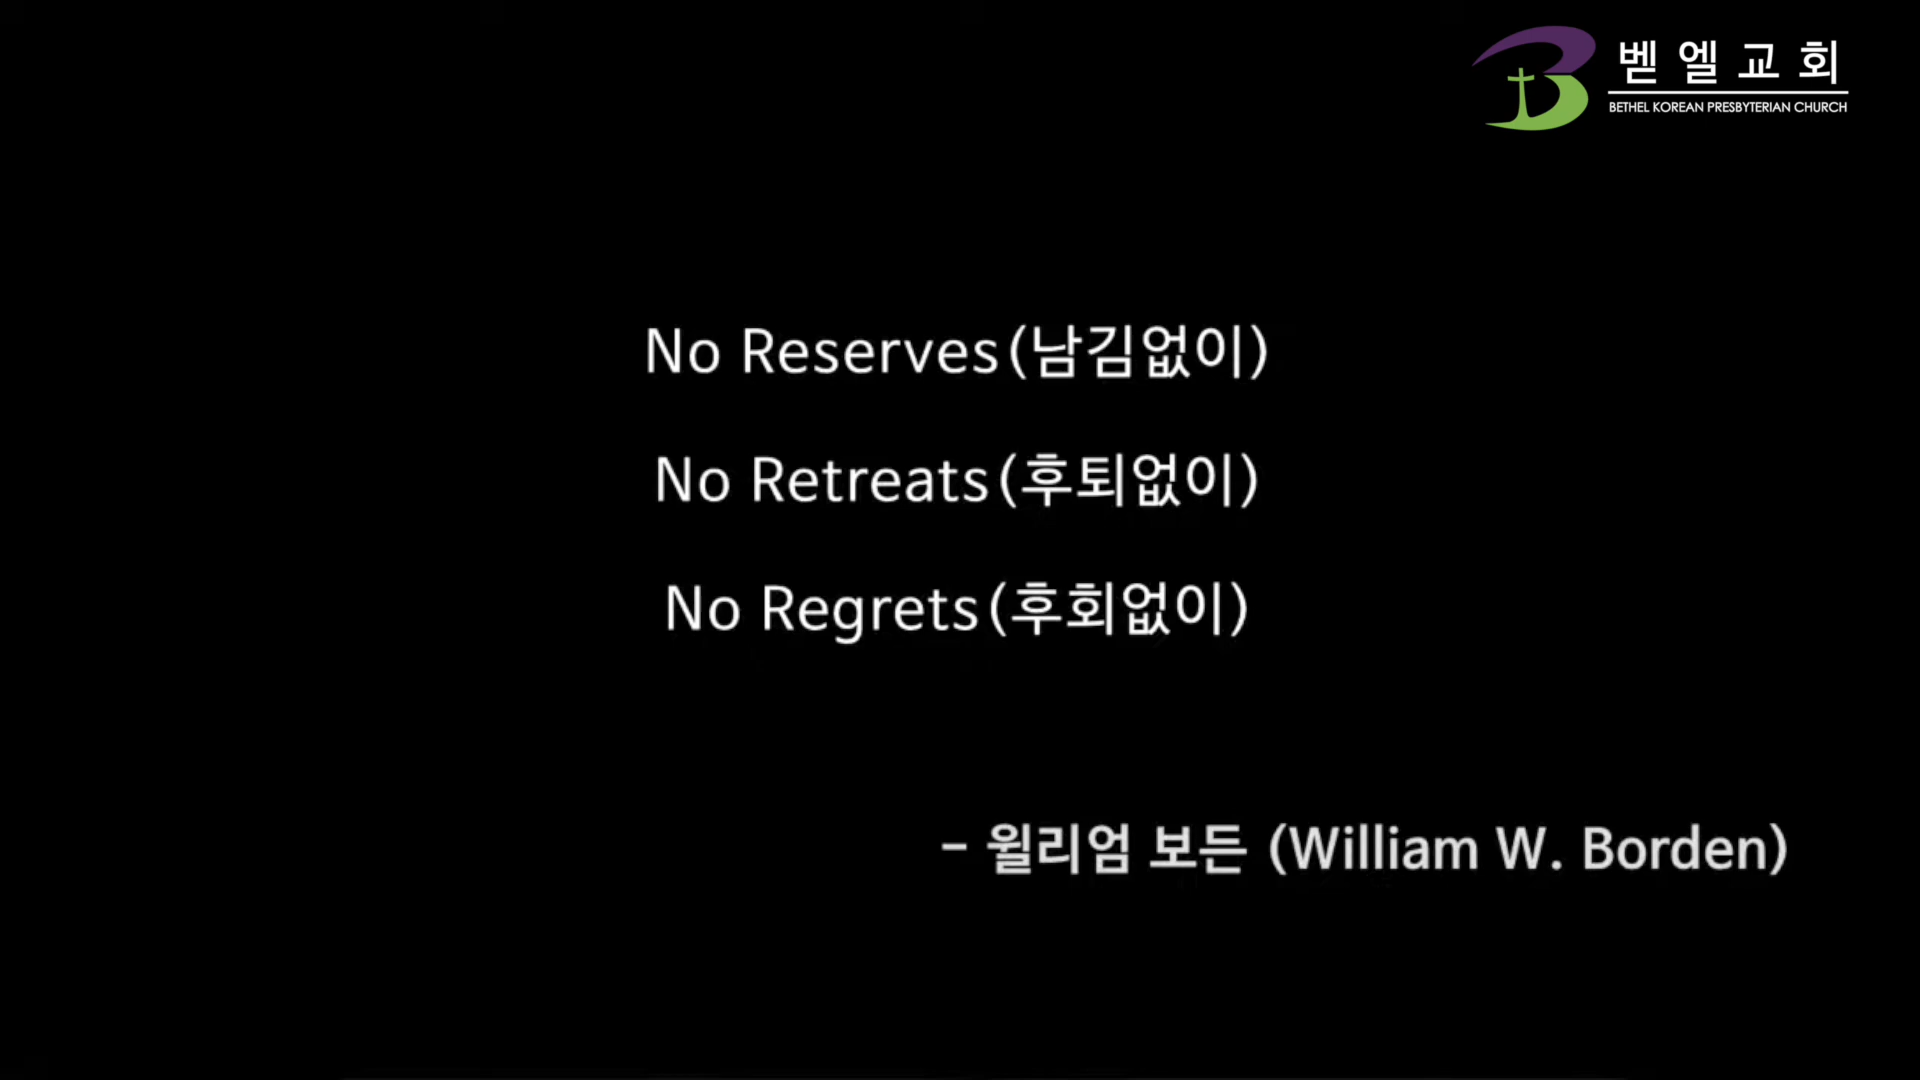 벧엘교회
BETHEL KOREAN PRESBYTERIAN CHURCH
No Reserves(남김없이)
No Retreats(후퇴없이)
No Regrets(후회없이)
- 윌리엄 보든 (William W. Borden)